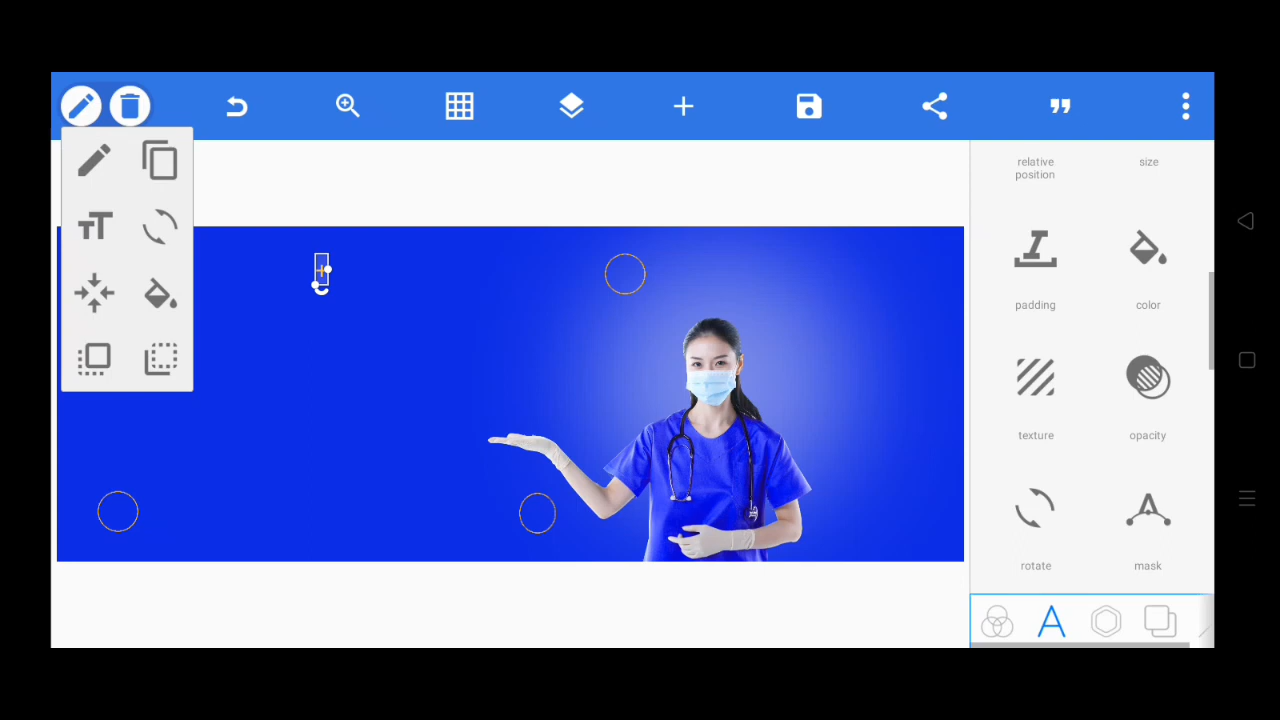 relative
position
size
padding
color
texture
opacity
rotate
mask
+